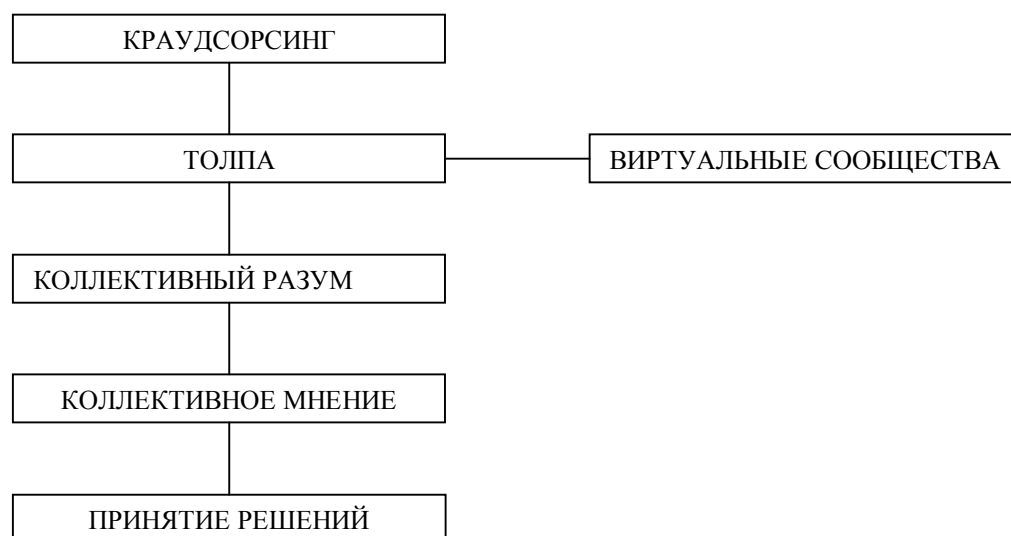 КРАУДСОРСИНГ
ТОЛПА
ВИРТУАЛЬНЫЕ СООБЩЕСТВА
КОЛЛЕКТИВНЫЙ РАЗУМ
КОЛЛЕКТИВНОЕ МНЕНИЕ
ПРИНЯТИЕ РЕШЕНИЙ